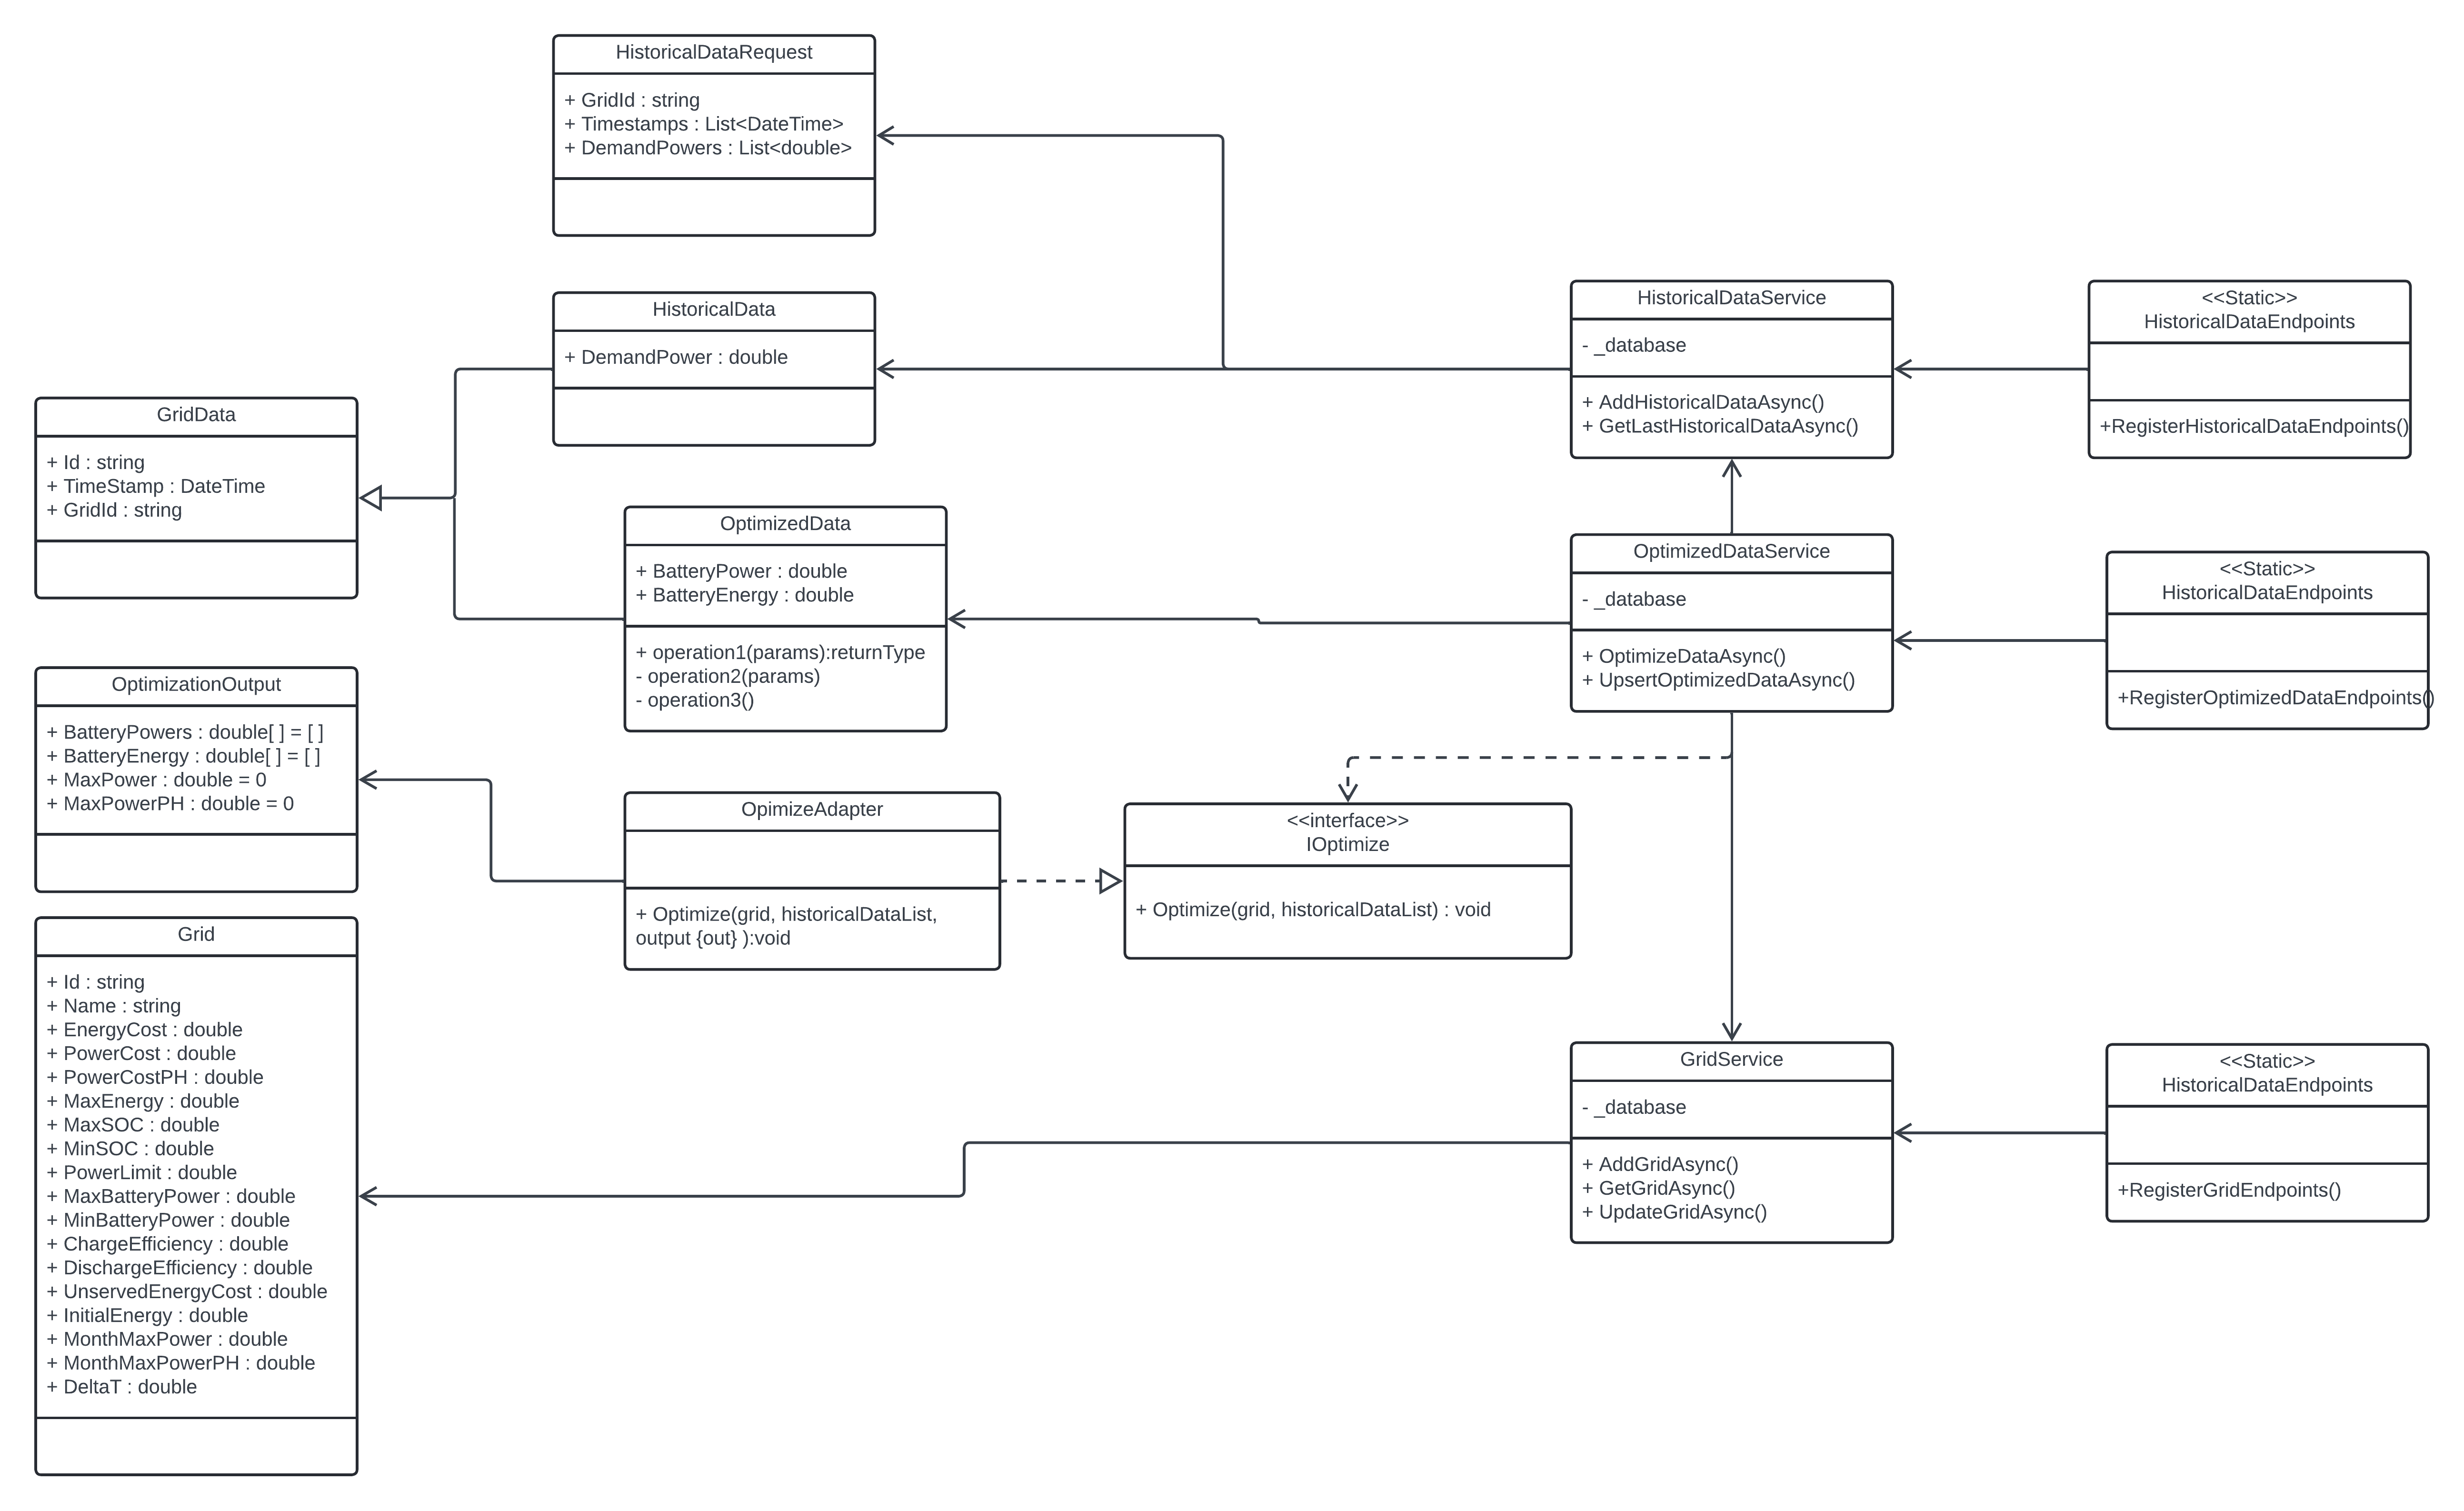 HistoricalDataRequest
+ GridId : string
+ Timestamps : List<DateTime>
+ DemandPowers : List<double>
HistoricalData
+ DemandPower : double
HistoricalDataService
- _database
+ AddHistoricalDataAsync()
+ GetLastHistoricalDataAsync()
<<Static>>
HistoricalDataEndpoints
+RegisterHistoricalDataEndpoints()
GridData
+ Id : string
+ TimeStamp : DateTime
+ GridId : string
OptimizedData
+ BatteryPower : double
+ BatteryEnergy : double
+ operation1(params):returnType
- operation2(params)
- operation3()
OptimizedDataService
- _database
+ OptimizeDataAsync()
+ UpsertOptimizedDataAsync()
<<Static>>
HistoricalDataEndpoints
+RegisterOptimizedDataEndpoints()
OptimizationOutput
+ BatteryPowers : double[ ] = [ ]
+ BatteryEnergy : double[ ] = [ ]
+ MaxPower : double = 0
+ MaxPowerPH : double = 0
OpimizeAdapter
+ Optimize(grid, historicalDataList,
output {out} ):void
<<interface>>
IOptimize
+ Optimize(grid, historicalDataList) : void
Grid
+ Id : string
+ Name : string
+ EnergyCost : double
+ PowerCost : double
+ PowerCostPH : double
+ MaxEnergy : double
+ MaxSOC : double
+ MinSOC : double
+ PowerLimit : double
+ MaxBatteryPower : double
+ MinBatteryPower : double
+ ChargeEfficiency : double
+ DischargeEfficiency : double
+ UnservedEnergyCost : double
+ InitialEnergy : double
+ MonthMaxPower : double
+ MonthMaxPowerPH : double
+ DeltaT : double
GridService
- _database
+ AddGridAsync()
+ GetGridAsync()
+ UpdateGridAsync()
<<Static>>
HistoricalDataEndpoints
+RegisterGridEndpoints()